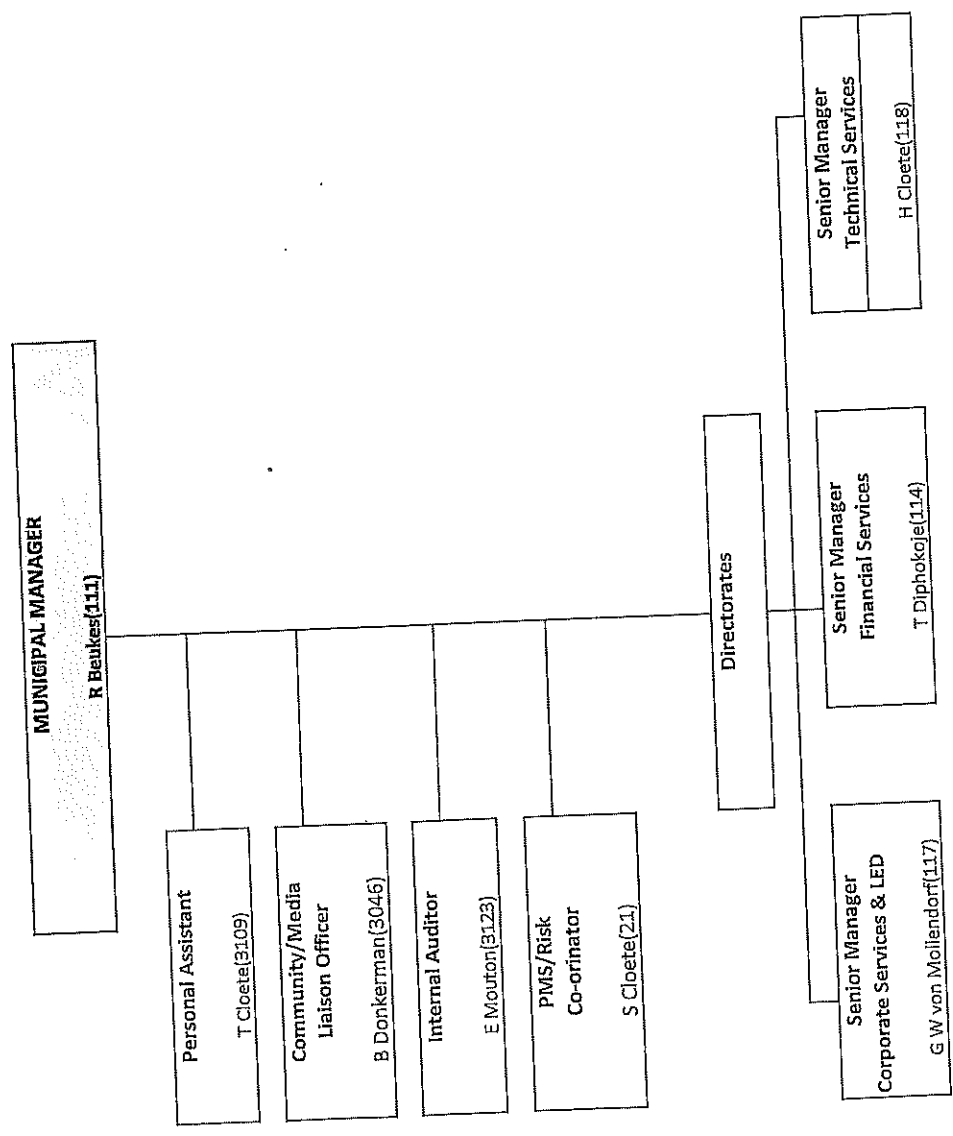 MUNICIPAL MANAGER
R Beukes(111)
Personal Assistant
T Cloete(3109)
Community/Media
Liaison Officer
B Donkerman(3046)
Internal Auditor
E Mouton(3123)
PMS/Risk
Co-orinator
S Cloete(21)
Directorates
Senior Manager
Corporate Services & LED
G W von Mollendorf(117)
Senior Manager
Financial Services
T Diphokoje(114)
Senior Manager
Technical Services
H Cloete(118)